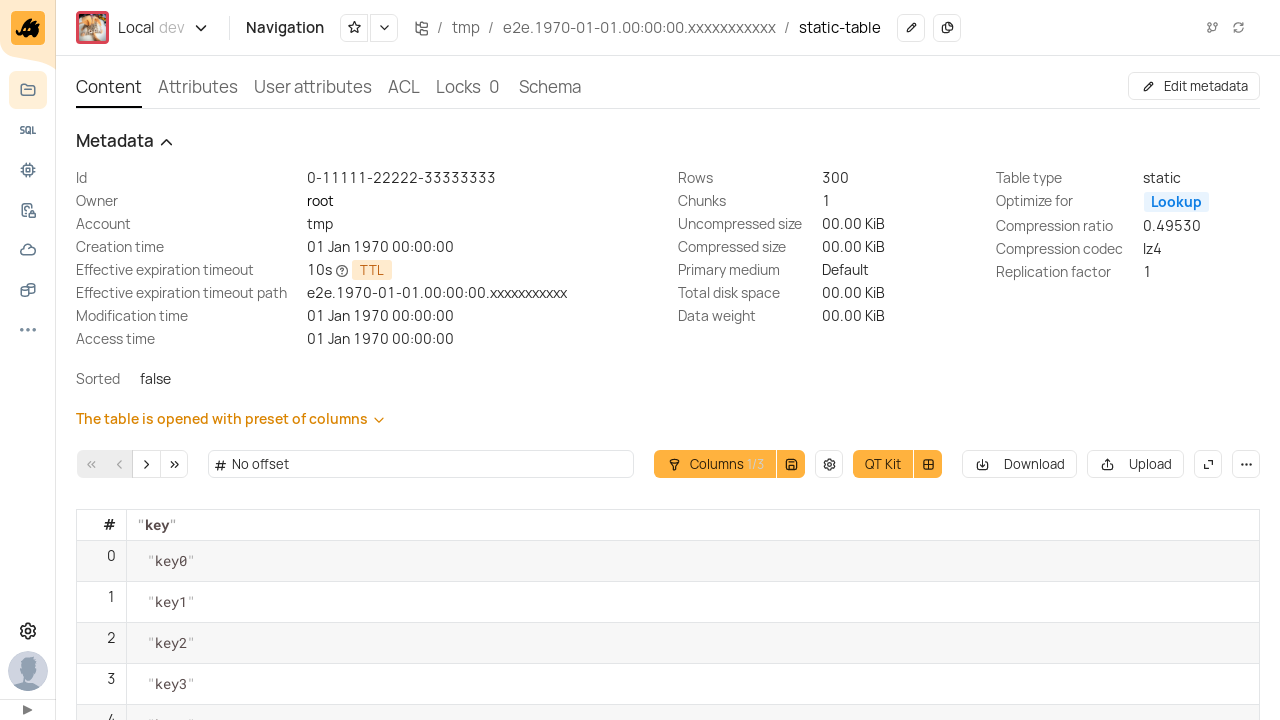 Local dev Navigation / tmp / e2e.1970-01-01.00:00:00.xxxxxxxxxxx / static-table
SQL
Content Attributes User attributes ACL Locks 0 Schema Edit metadata
Metadata
Id 0-11111-22222-33333333 Rows 300 Table type static
Owner root Chunks 1 Optimize for Lookup
Account tmp Uncompressed size 00.00 KiB Compression ratio 0.49530
Creation time 01 Jan 1970 00:00:00 Compressed size 00.00 KiB Compression codec lz4
Effective expiration timeout 10s TTL Primary medium Default Replication factor 1
Effective expiration timeout path e2e.1970-01-01.00:00:00.xxxxxxxxxxx Total disk space 00.00 KiB
Modification time 01 Jan 1970 00:00:00 Data weight 00.00 KiB
Access time 01 Jan 1970 00:00:00
Sorted false
The table is opened with preset of columns
# No offset Columns 1/3 QT Kit Download Upload
# "key"
0 "key0"
1 "key1"
2 "key2"
3 "key3"
4